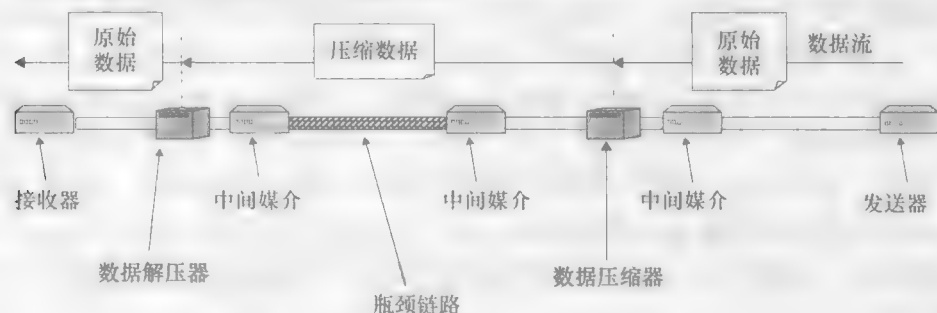 原始
数据
压缩数据
原始
数据
数据流
接收器
中间媒介
中间媒介
中间媒介
发送器
数据解压器
数据压缩器
瓶颈链路